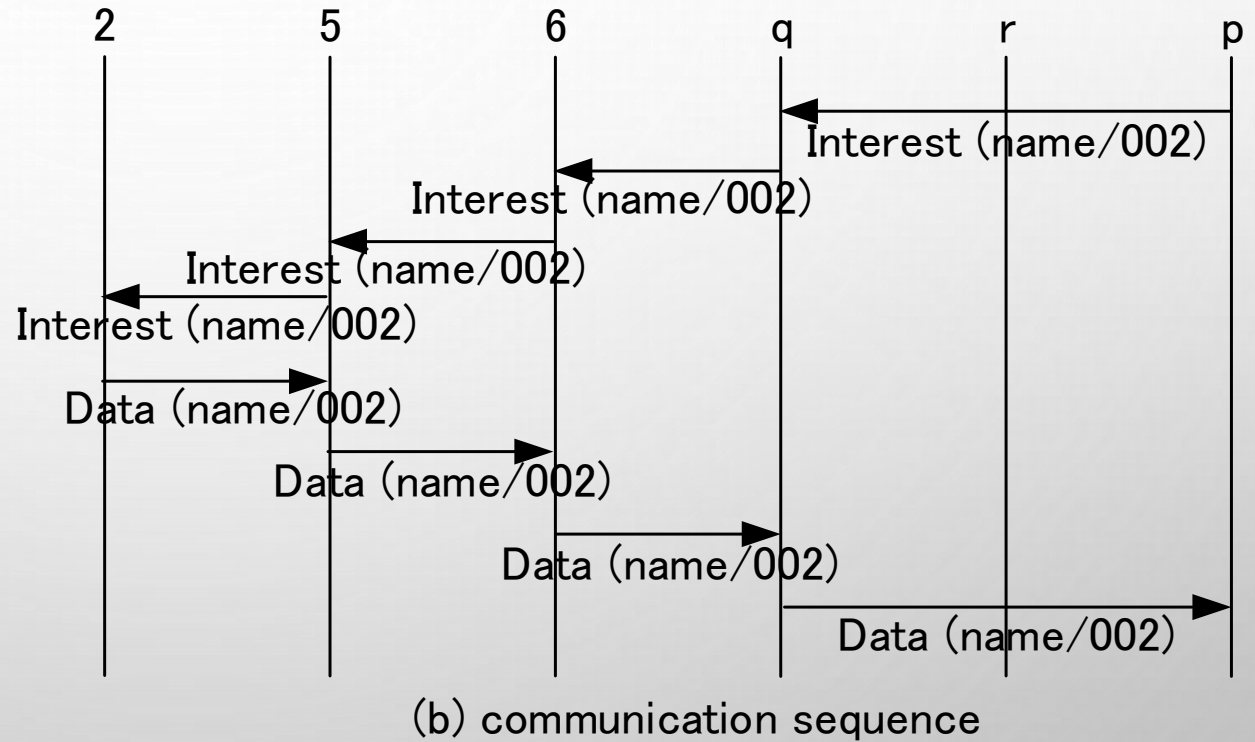 2 5 6 q r p
Interest (name/002)
Interest (name/002)
Interest (name/002)
Interest (name/002)
Data (name/002)
Data (name/002)
Data (name/002)
Data (name/002)
(b) communication sequence